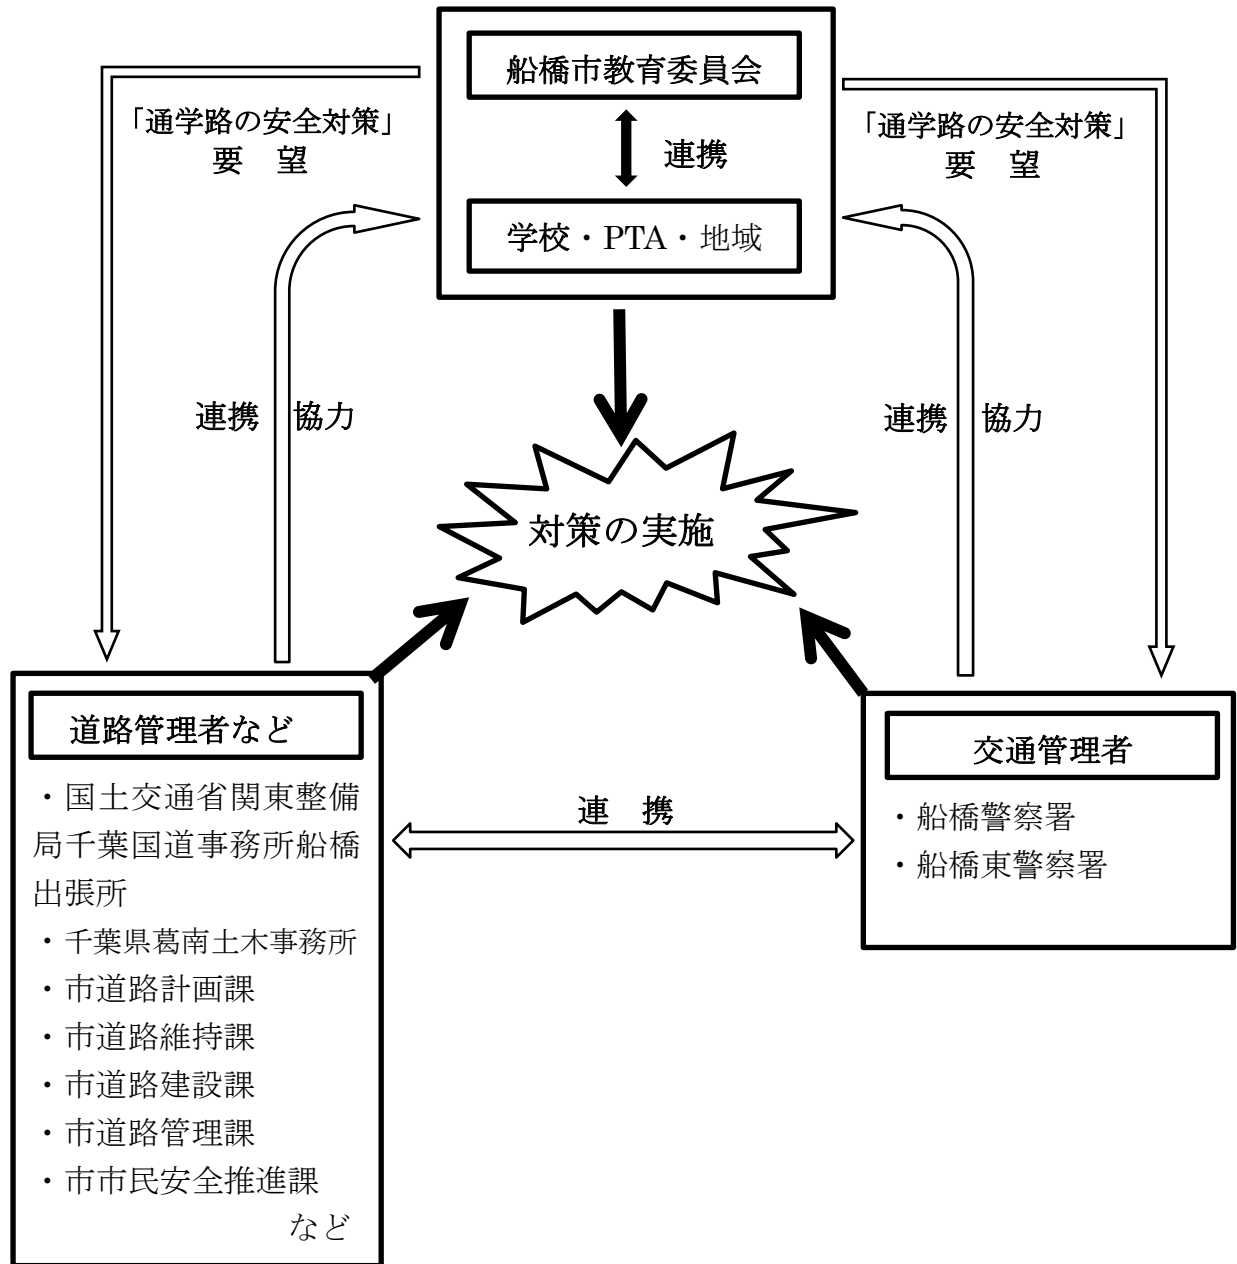 船橋市教育委員会
連携
学校・PTA・地域
「通学路の安全対策」
要　望
「通学路の安全対策」
要　望
連携
協力
連携
協力
対策の実施
道路管理者など
・国土交通省関東整備
局千葉国道事務所船橋
出張所
・千葉県葛南土木事務所
・市道路計画課
・市道路維持課
・市道路建設課
・市道路管理課
・市市民安全推進課
など
連　携
交通管理者
・船橋警察署
・船橋東警察署